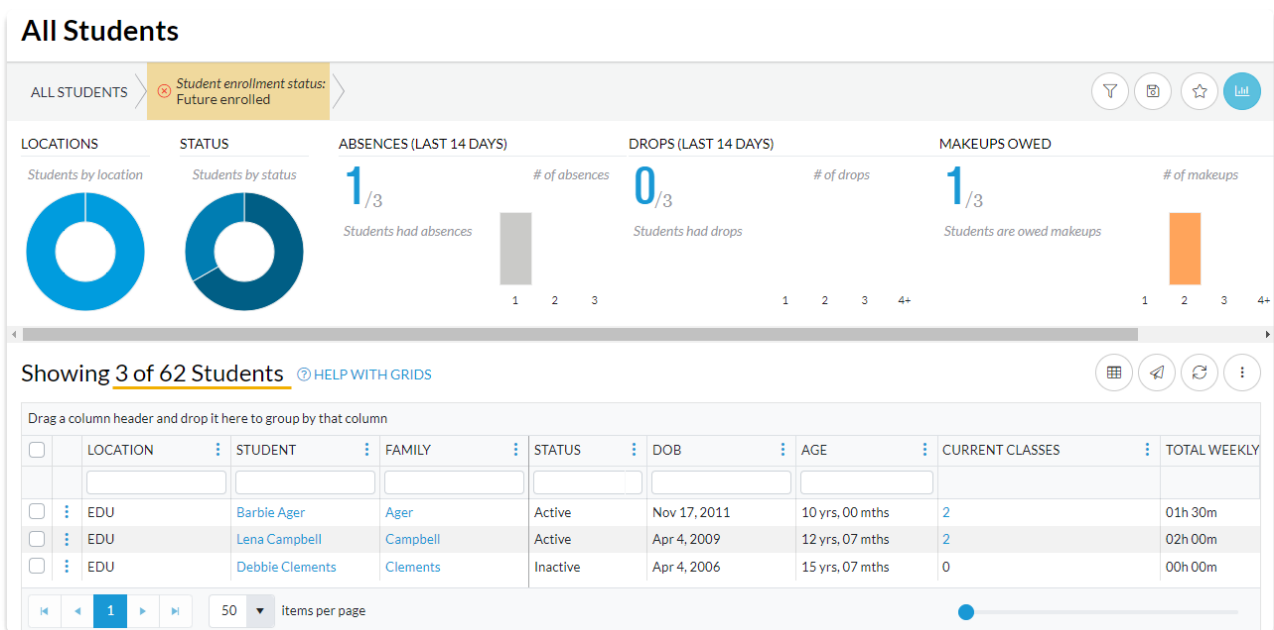 All Students
ALL STUDENTS
Student enrollment status:
Future enrolled
LOCATIONS STATUS ABSENCES (LAST 14 DAYS) DROPS (LAST 14 DAYS) MAKEUPS OWED
Students by location Students by status 1/3 # of absences 0/3 # of drops 1/3 # of makeups
Students had absences Students had drops Students are owed makeups
1 2 3 1 2 3 4+ 1 2 3 4+
Showing 3 of 62 Students HELP WITH GRIDS
Drag a column header and drop it here to group by that column
LOCATION STUDENT FAMILY STATUS DOB AGE CURRENT CLASSES TOTAL WEEKLY
EDU Barbie Ager Ager Active Nov 17, 2011 10 yrs, 00 mths 2 01h 30m
EDU Lena Campbell Campbell Active Apr 4, 2009 12 yrs, 07 mths 2 02h 00m
EDU Debbie Clements Clements Inactive Apr 4, 2006 15 yrs, 07 mths 0 00h 00m
1 50 items per page